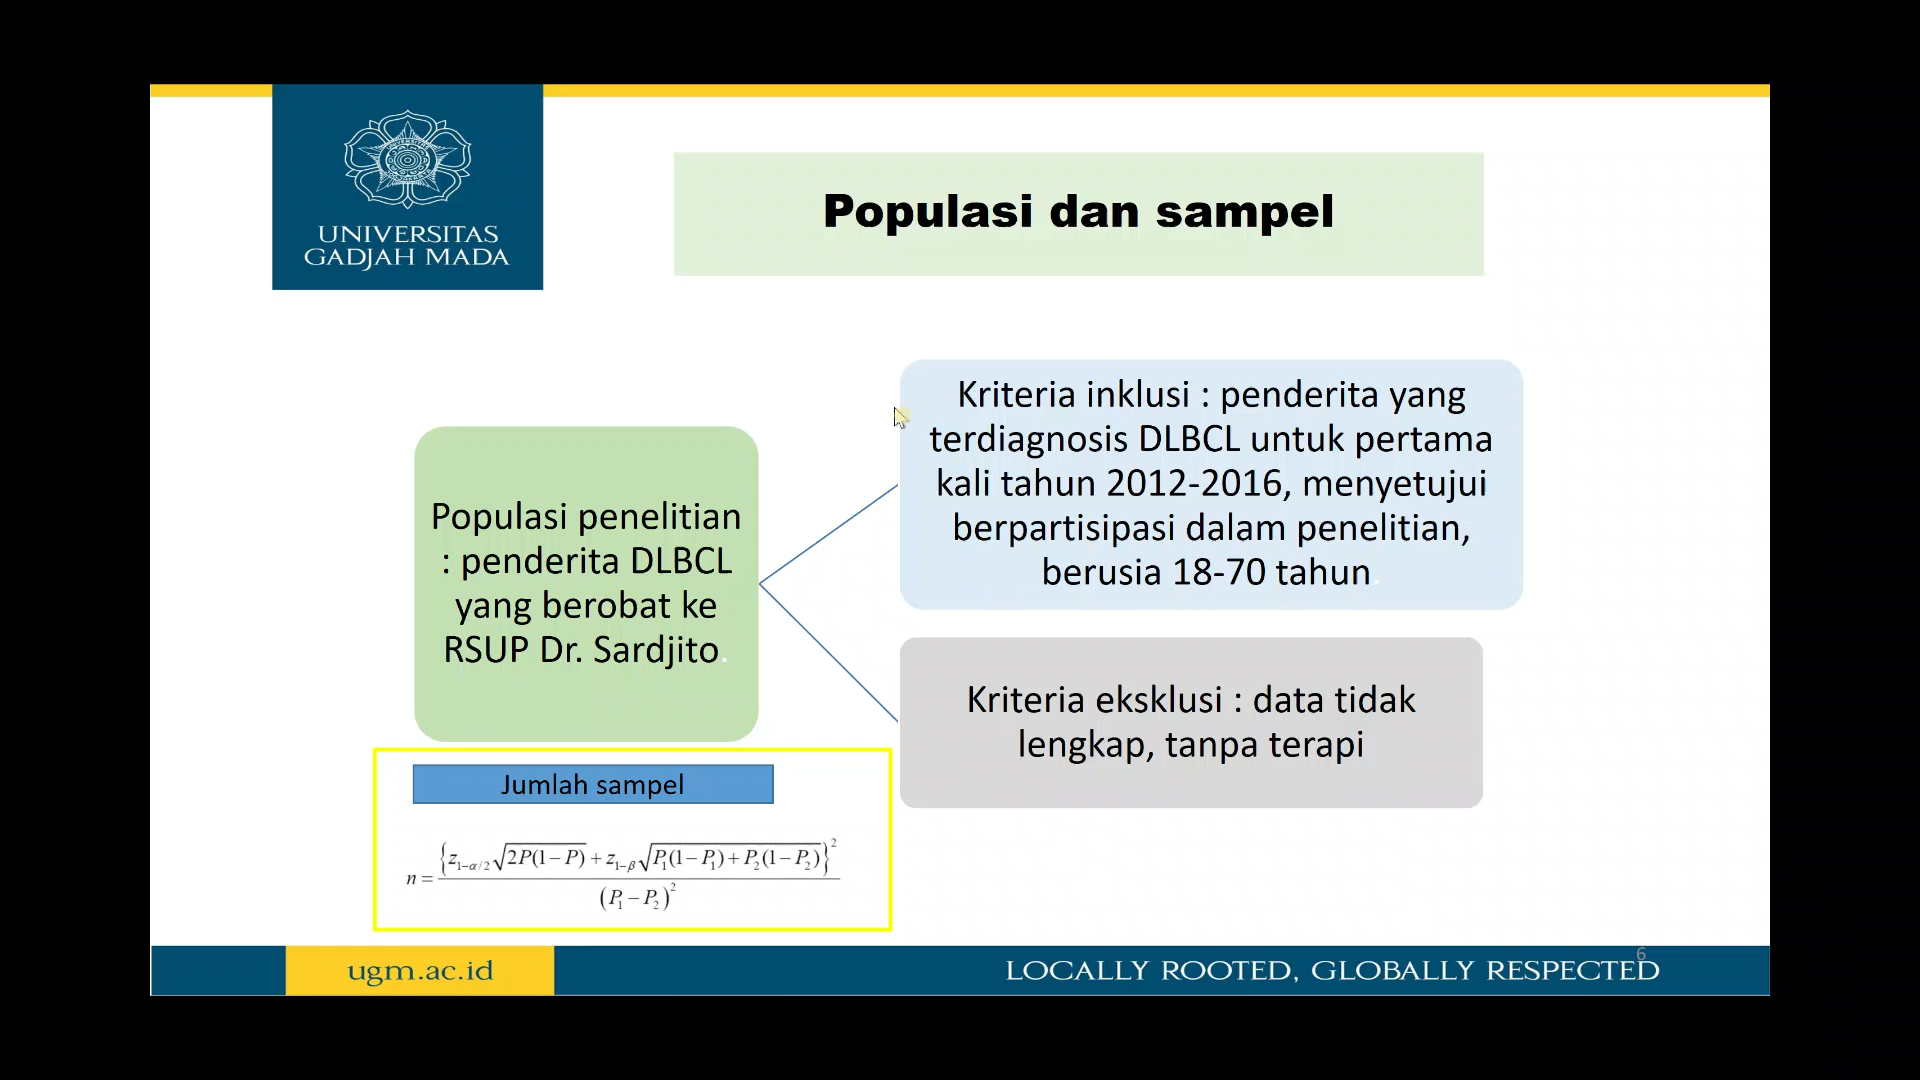 UNIVERSITAS
GADJAH MADA
Populasi dan sampel
Populasi penelitian
: penderita DLBCL
yang berobat ke
RSUP Dr. Sardjito.
Kriteria inklusi : penderita yang
terdiagnosis DLBCL untuk pertama
kali tahun 2012-2016, menyetujui
berpartisipasi dalam penelitian,
berusia 18-70 tahun.
Kriteria eksklusi : data tidak
lengkap, tanpa terapi
Jumlah sampel
n = {z₁₋α/₂√2P(1−P) + z₁₋β√P₁(1−P₁)+P₂(1−P₂)}² / (P₁ − P₂)²
ugm.ac.id
LOCALLY ROOTED, GLOBALLY RESPECTED
6